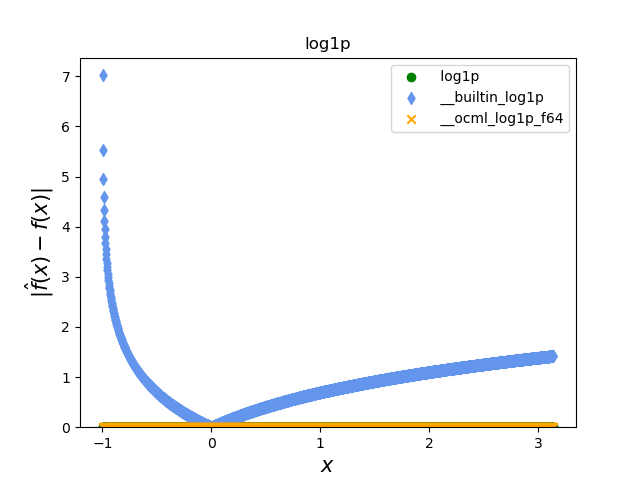 log1p
log1p
__builtin_log1p
__ocml_log1p_f64
7
6
5
4
3
2
1
0
|f̂(x) − f(x)|
−1 0 1 2 3
x